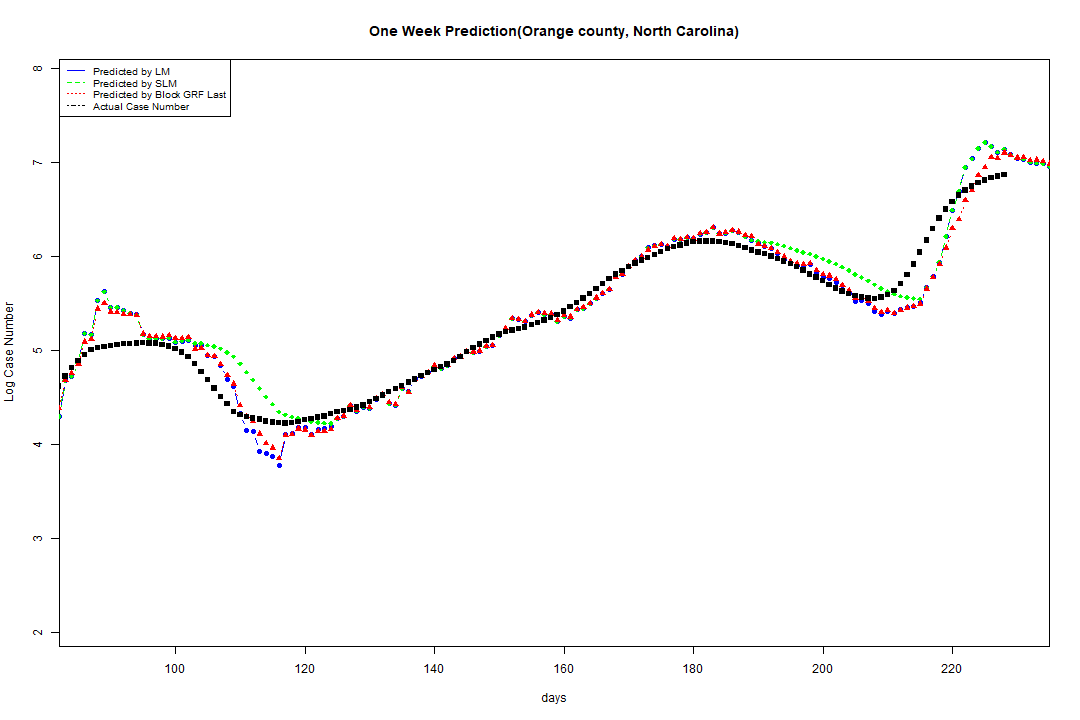 One Week Prediction(Orange county, North Carolina)
Predicted by LM
Predicted by SLM
Predicted by Block GRF Last
Actual Case Number
8
7
6
5
4
3
2
Log Case Number
100 120 140 160 180 200 220
days